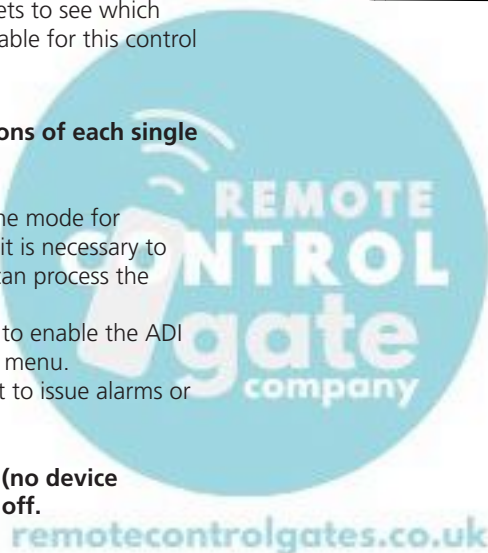 ets to see which
able for this control
ons of each single
ne mode for
it is necessary to
can process the
to enable the ADI
menu.
t to issue alarms or
(no device
off.
REMOTE
ONTROL
gate
company
remotecontrolgates.co.uk